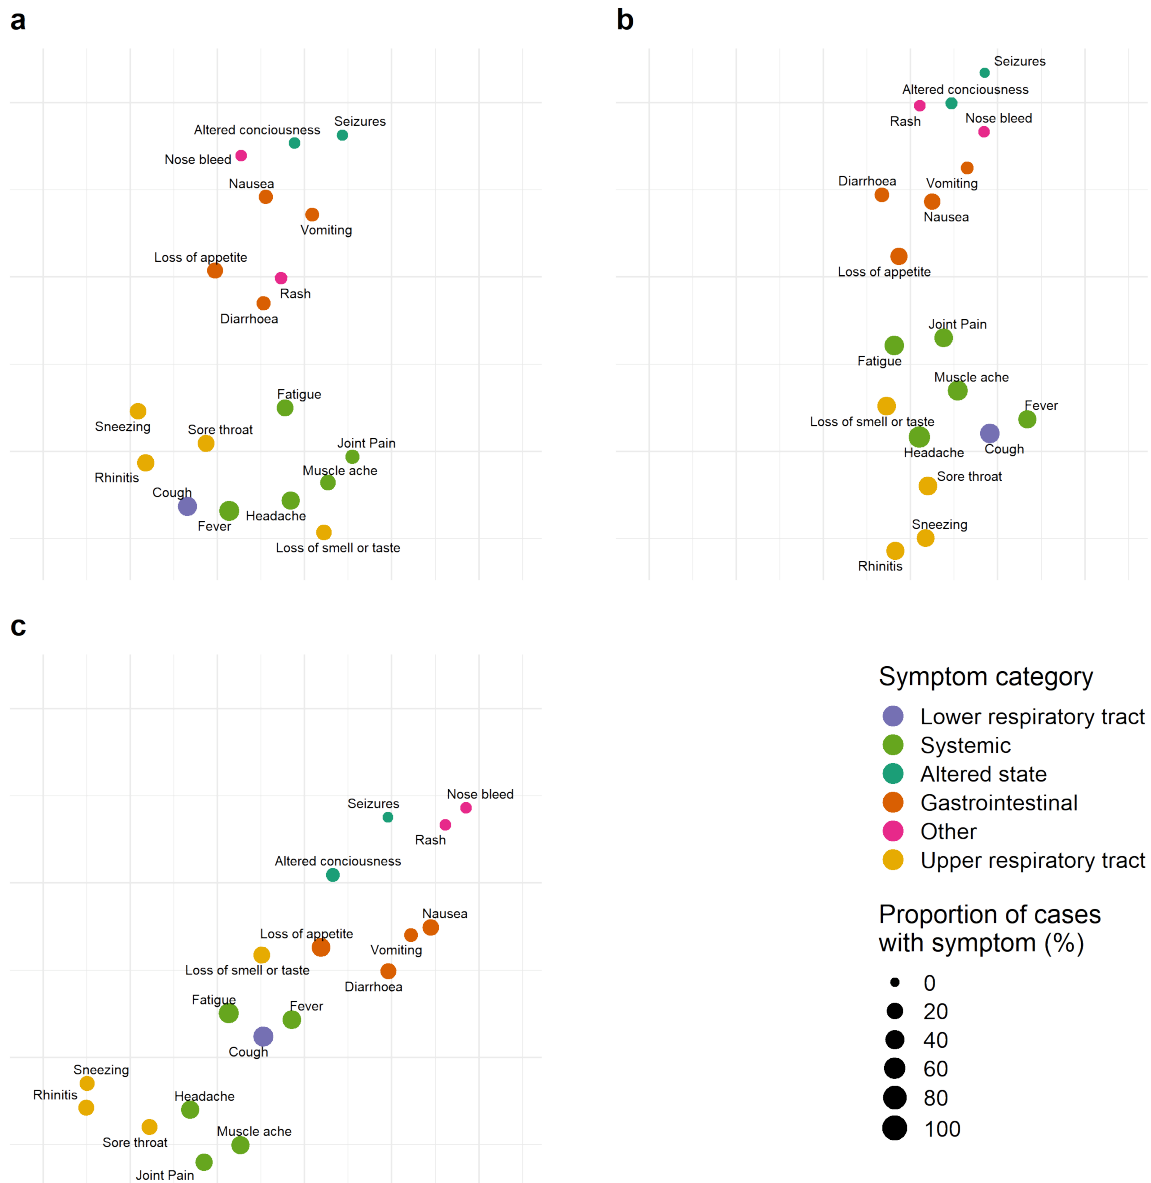 a
Seizures
Altered conciousness
Nose bleed
Nausea
Vomiting
Loss of appetite
Rash
Diarrhoea
Fatigue
Sneezing
Sore throat
Joint Pain
Rhinitis
Muscle ache
Cough
Headache
Fever
Loss of smell or taste
b
Seizures
Altered conciousness
Rash
Nose bleed
Diarrhoea
Vomiting
Nausea
Loss of appetite
Joint Pain
Fatigue
Muscle ache
Fever
Loss of smell or taste
Headache
Cough
Sore throat
Sneezing
Rhinitis
c
Nose bleed
Seizures
Rash
Altered conciousness
Nausea
Loss of appetite
Vomiting
Loss of smell or taste
Diarrhoea
Fatigue
Fever
Cough
Sneezing
Rhinitis
Headache
Muscle ache
Sore throat
Joint Pain
Symptom category
Lower respiratory tract
Systemic
Altered state
Gastrointestinal
Other
Upper respiratory tract
Proportion of cases
with symptom (%)
0
20
40
60
80
100